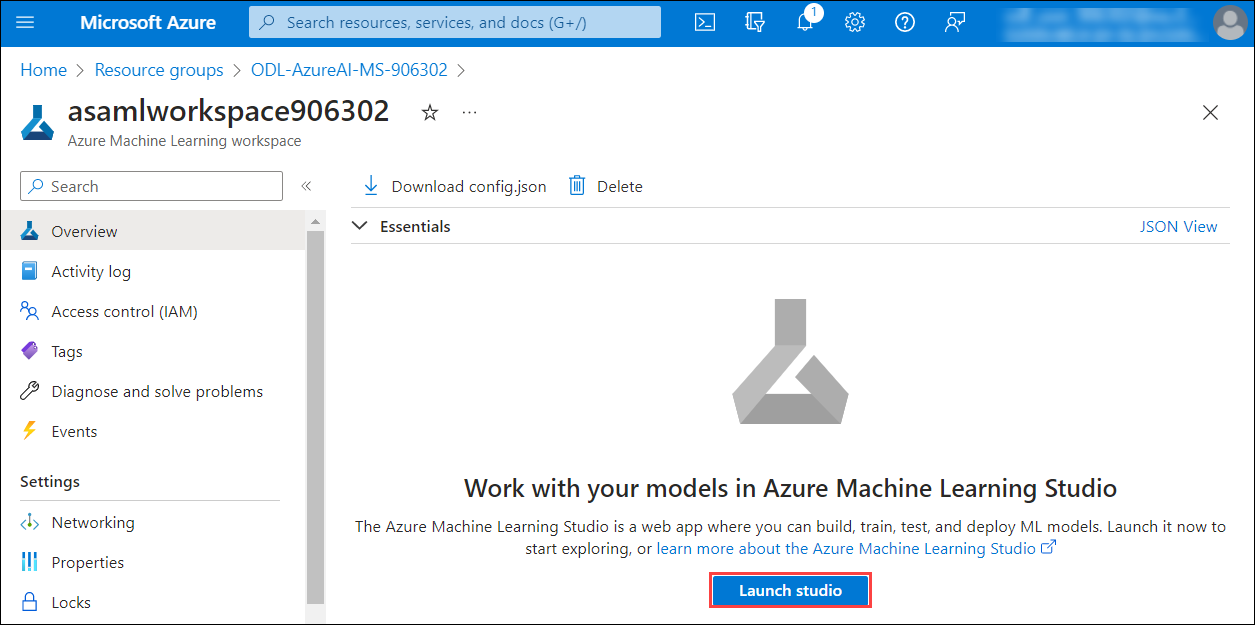 Microsoft Azure
Search resources, services, and docs (G+/)
1
Home > Resource groups > ODL-AzureAI-MS-906302 >
asamlworkspace906302
Azure Machine Learning workspace
Search
Download config.json
Delete
Essentials
JSON View
Overview
Activity log
Access control (IAM)
Tags
Diagnose and solve problems
Events
Settings
Networking
Properties
Locks
Work with your models in Azure Machine Learning Studio
The Azure Machine Learning Studio is a web app where you can build, train, test, and deploy ML models. Launch it now to
start exploring, or learn more about the Azure Machine Learning Studio
Launch studio